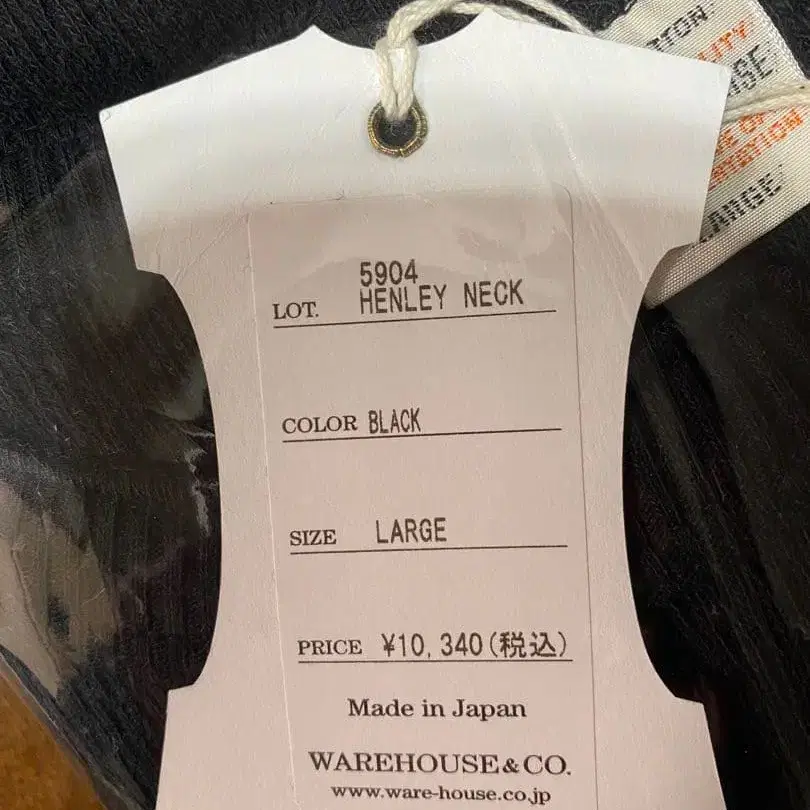 LOT. 5904
HENLEY NECK
COLOR BLACK
SIZE LARGE
PRICE ¥10,340(税込)
Made in Japan
WAREHOUSE&CO.
www.ware-house.co.jp
LARGE